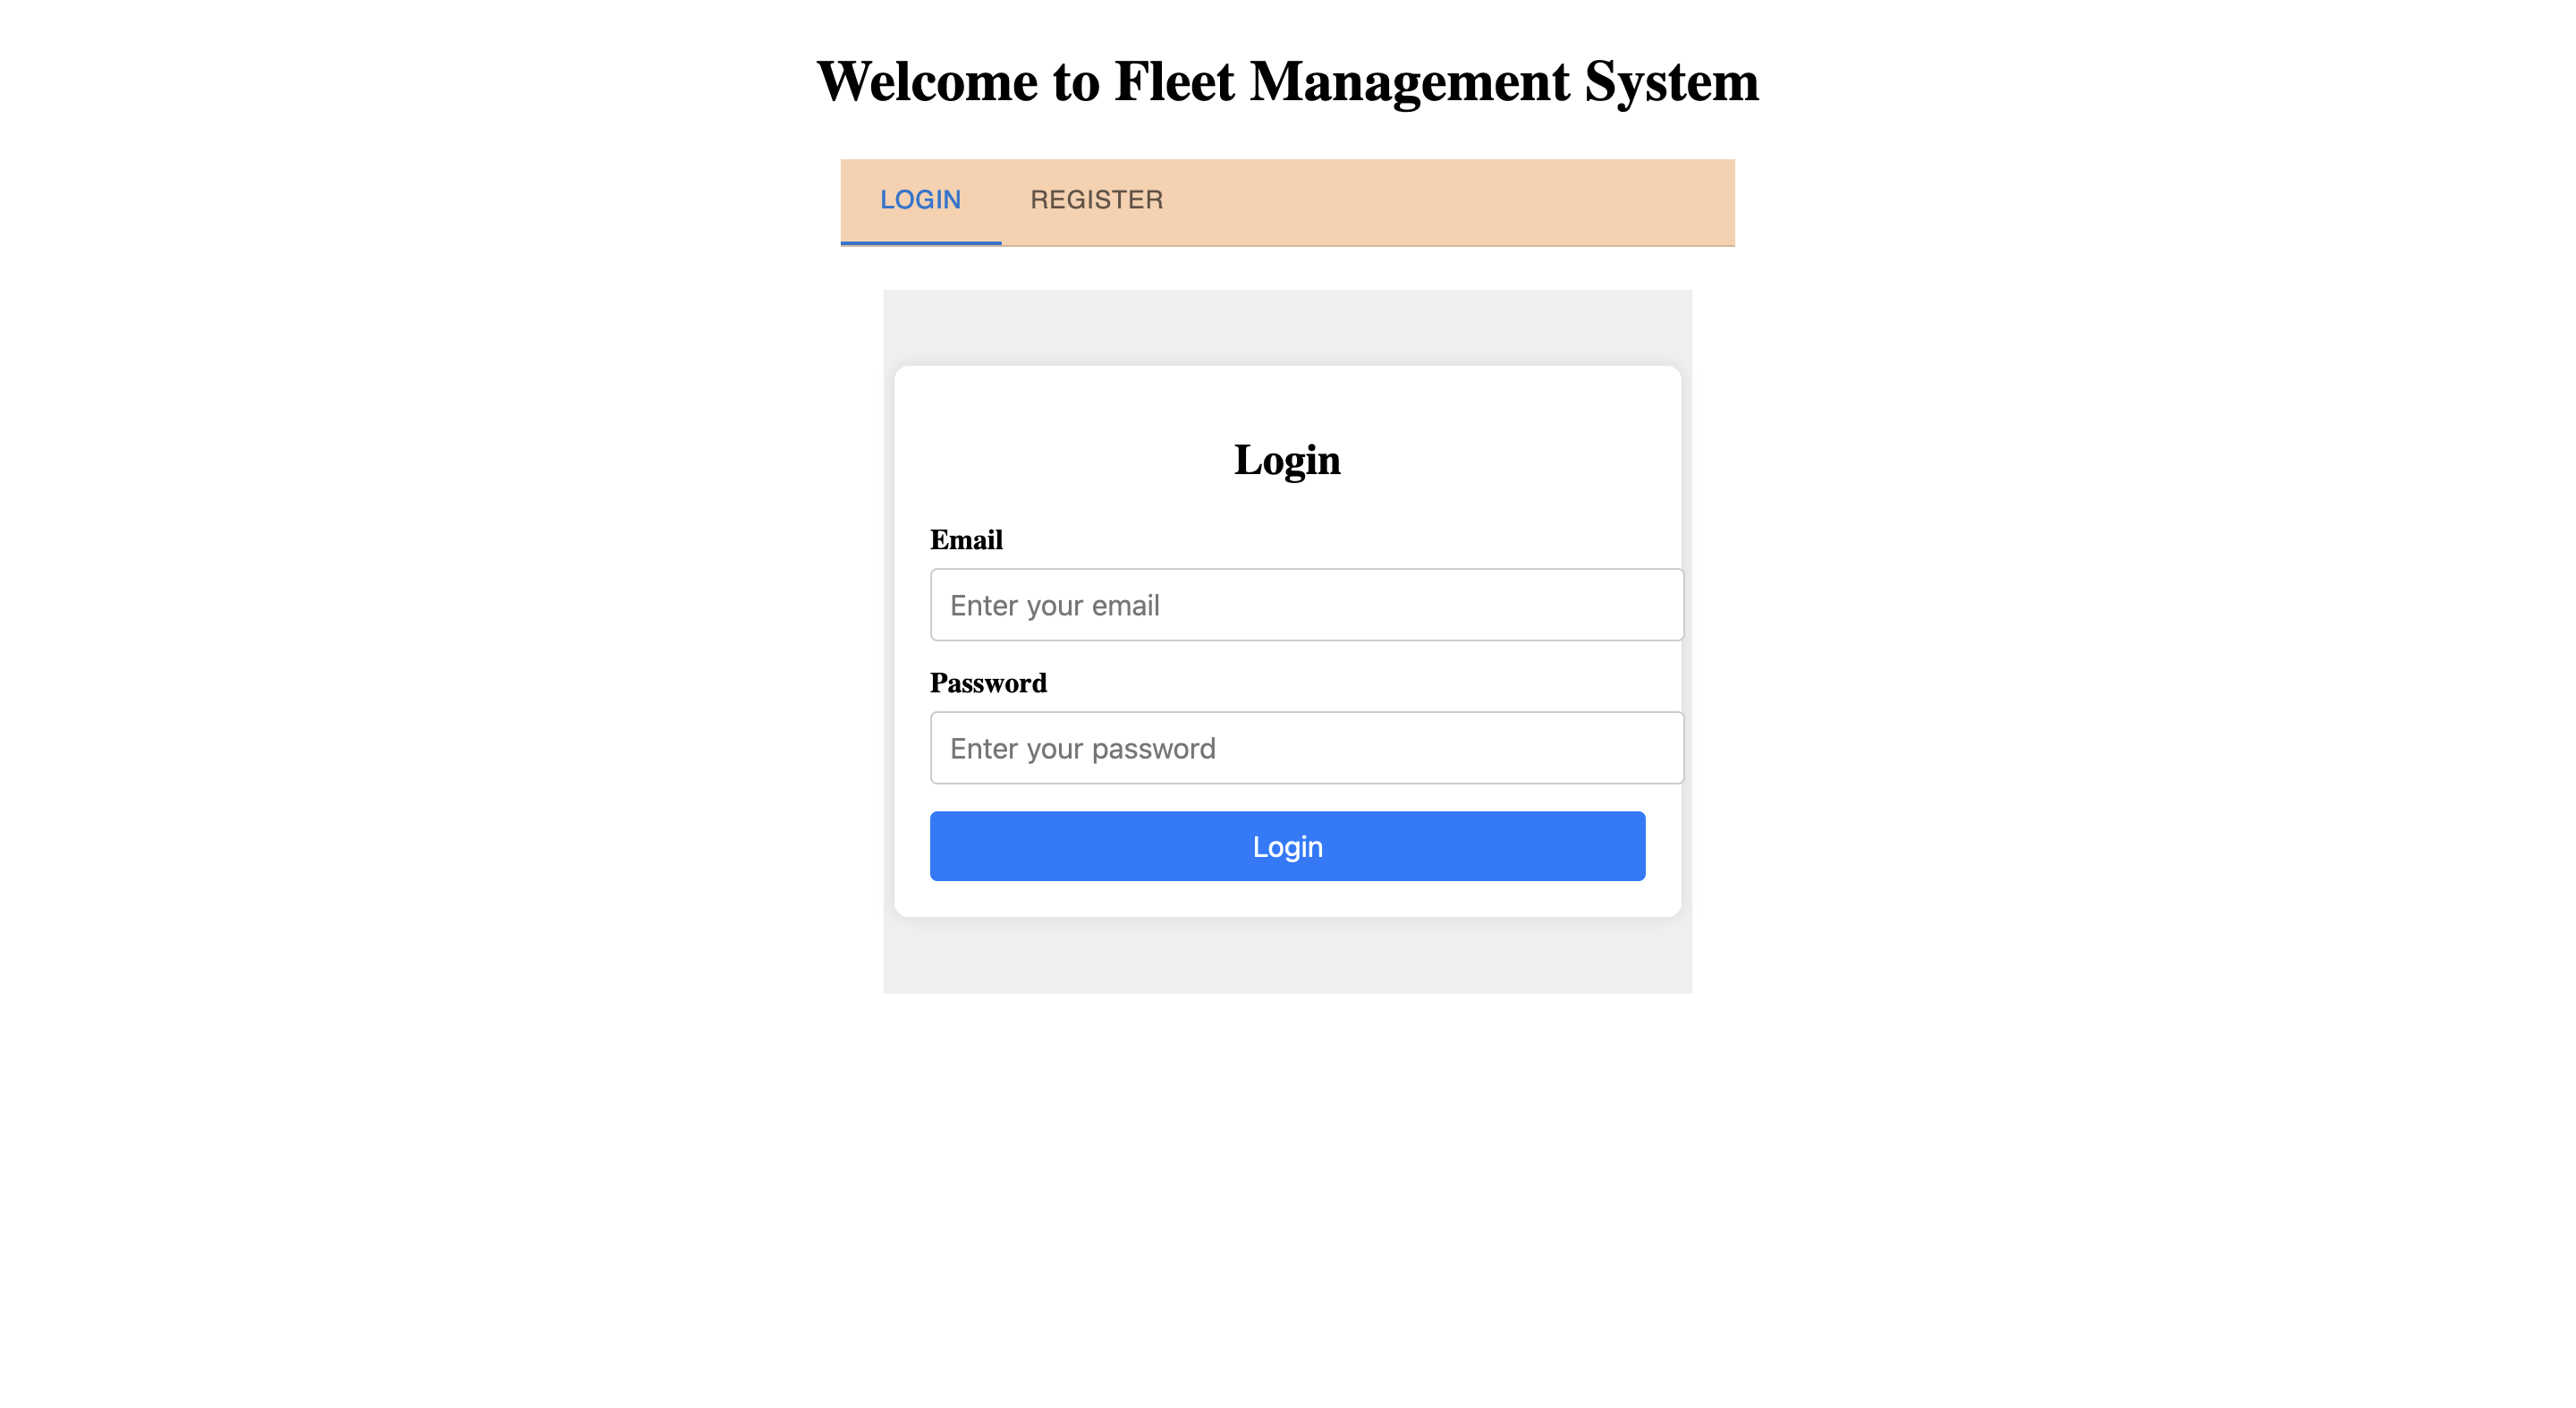 Welcome to Fleet Management System
LOGIN REGISTER
Login
Email
Enter your email
Password
Enter your password
Login